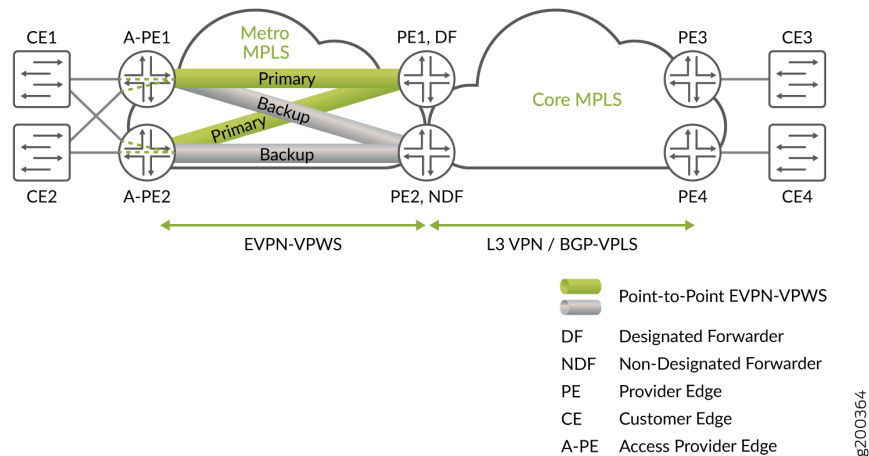 CE1
A-PE1
Metro
MPLS
PE1, DF
PE3
CE3
Primary
Backup
Core MPLS
Primary
Backup
CE2
A-PE2
PE2, NDF
PE4
CE4
EVPN-VPWS
L3 VPN / BGP-VPLS
Point-to-Point EVPN-VPWS
DF Designated Forwarder
NDF Non-Designated Forwarder
PE Provider Edge
CE Customer Edge
A-PE Access Provider Edge
g200364